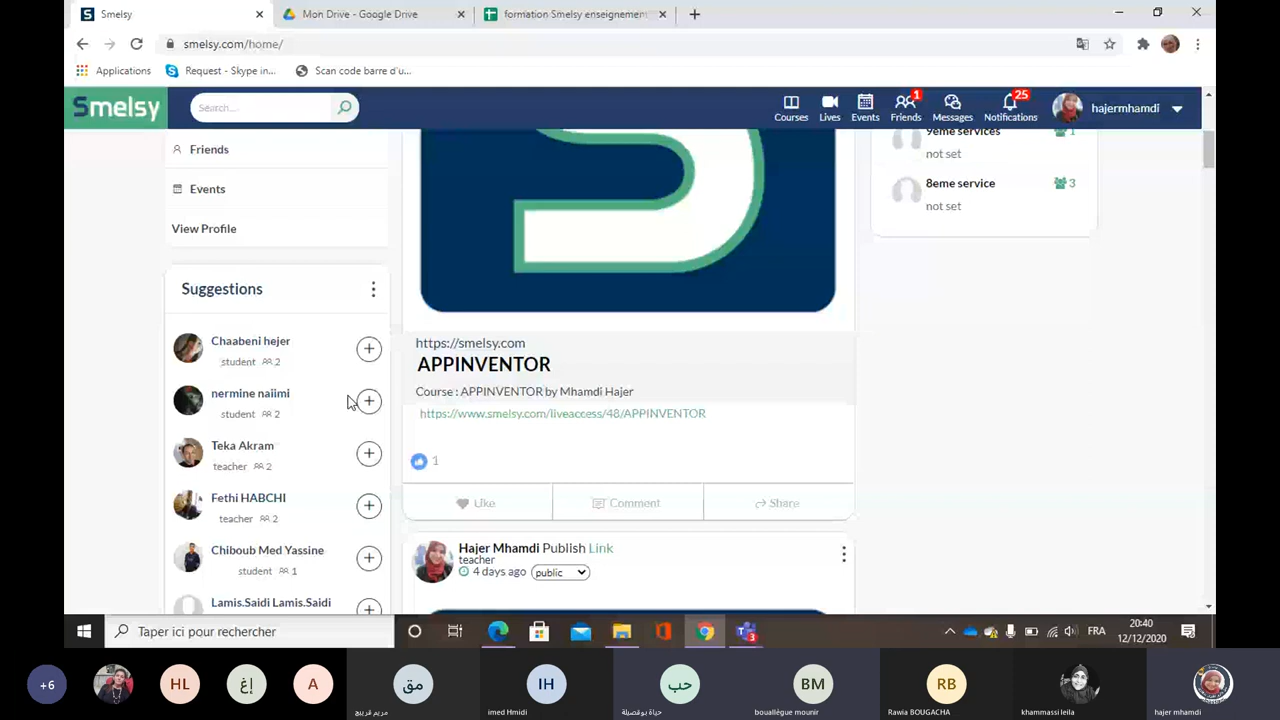 Smelsy
Mon Drive - Google Drive
formation Smelsy enseignement
smelsy.com/home/
Applications
Request - Skype in...
Scan code barre d'u...
Smelsy
Search...
Courses
Lives
Events
1
Friends
Messages
25
Notifications
hajermhamdi
Friends
Events
View Profile
Suggestions
Chaabeni hejer
student 2
nermine naiimi
student 2
Teka Akram
teacher 2
Fethi HABCHI
teacher 2
Chiboub Med Yassine
student 1
Lamis.Saidi Lamis.Saidi
https://smelsy.com
APPINVENTOR
Course : APPINVENTOR by Mhamdi Hajer
https://www.smelsy.com/liveaccess/48/APPINVENTOR
1
Like
Comment
Share
Hajer Mhamdi Publish Link
teacher
4 days ago public
9eme services 1
not set
8eme service 3
not set
Taper ici pour rechercher
3
FRA
20:40
12/12/2020
+6
HL
إغ
A
مق
مريم قريبج
IH
imed Hmidi
حب
حياة بوفصيلة
BM
bouallègue mounir
RB
Rawia BOUGACHA
khammassi leila
hajer mhamdi